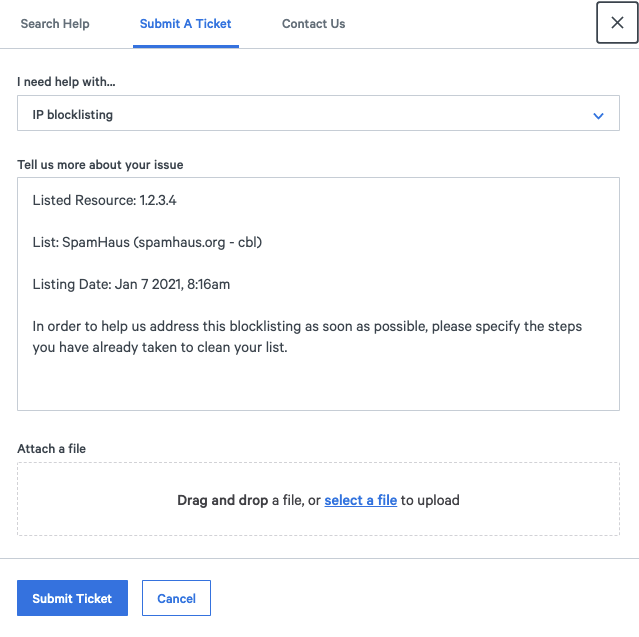 Search Help
Submit A Ticket
Contact Us
I need help with...
IP blocklisting
Tell us more about your issue
Listed Resource: 1.2.3.4
List: SpamHaus (spamhaus.org - cbl)
Listing Date: Jan 7 2021, 8:16am
In order to help us address this blocklisting as soon as possible, please specify the steps
you have already taken to clean your list.
Attach a file
Drag and drop a file, or select a file to upload
Submit Ticket
Cancel